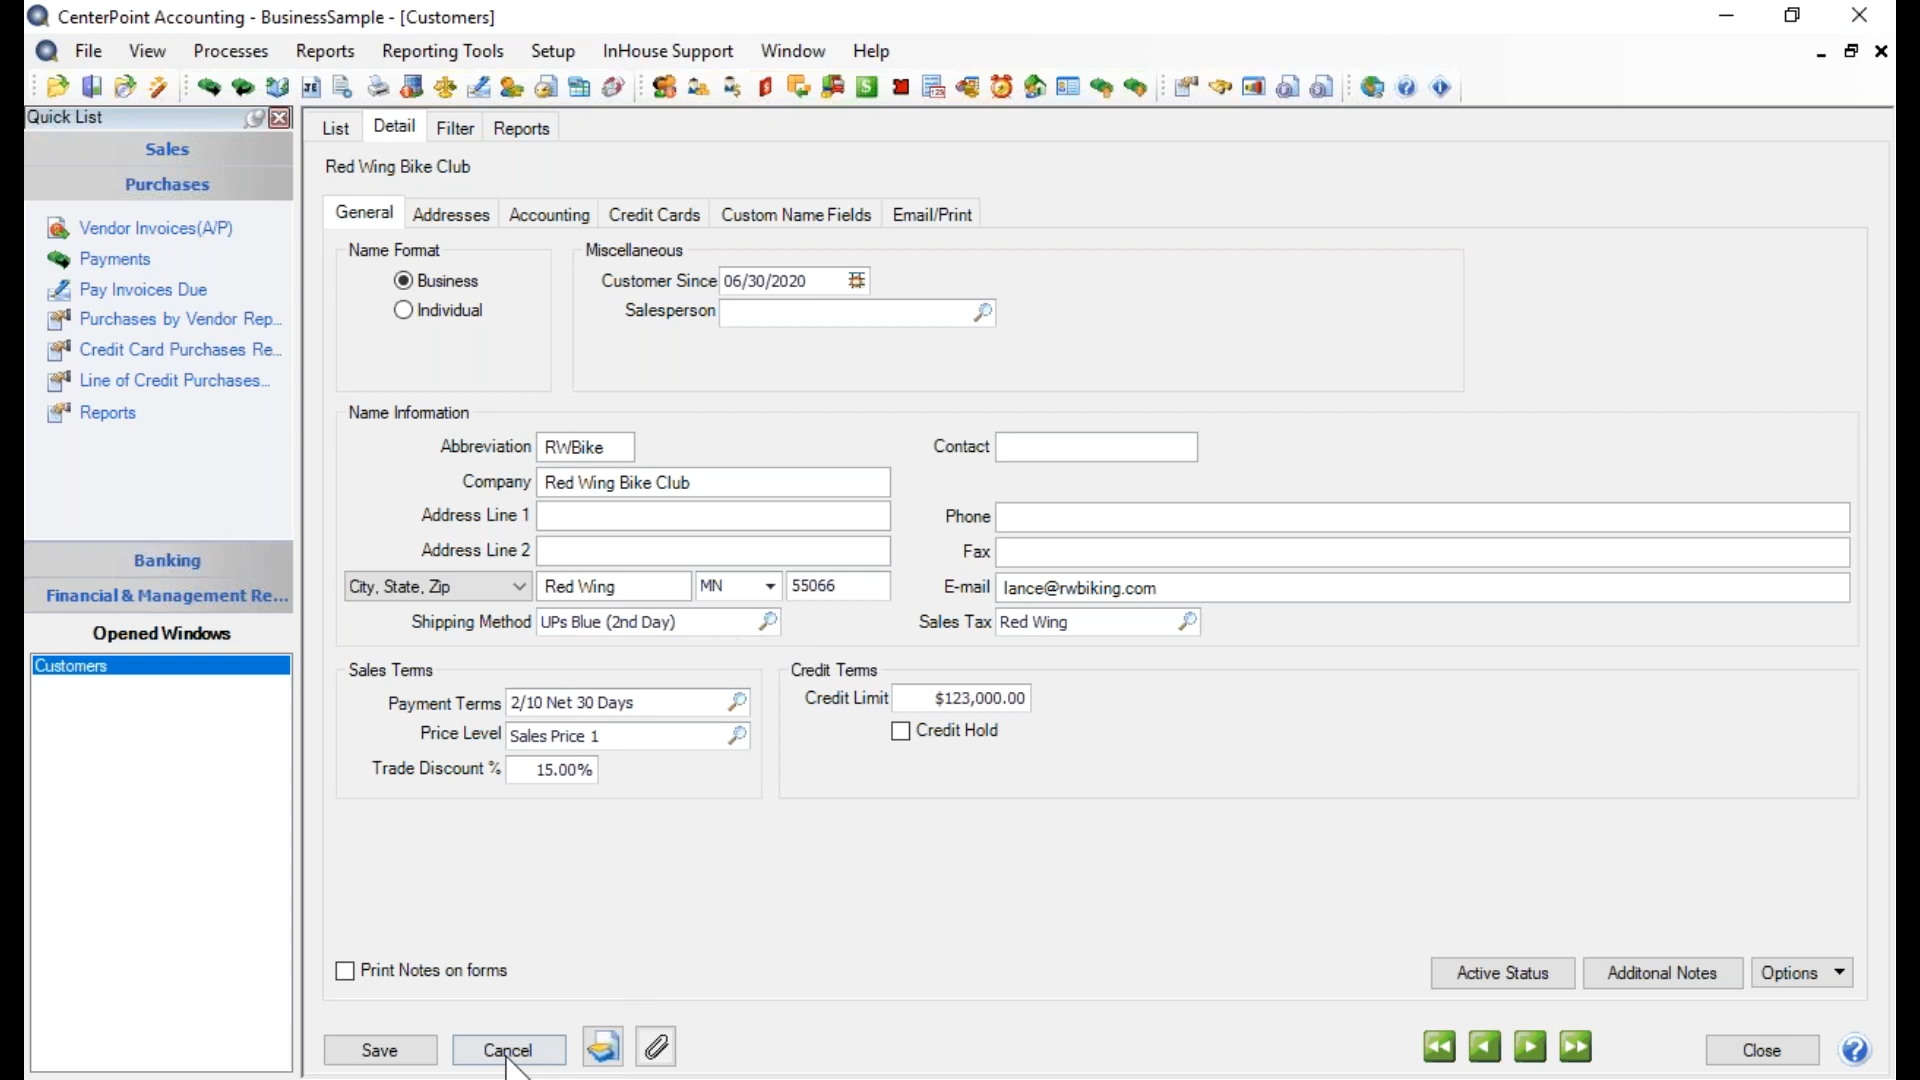 CenterPoint Accounting - BusinessSample - [Customers]
File View Processes Reports Reporting Tools Setup InHouse Support Window Help
Quick List
Sales
Purchases
Vendor Invoices(A/P)
Payments
Pay Invoices Due
Purchases by Vendor Rep...
Credit Card Purchases Re...
Line of Credit Purchases...
Reports
Banking
Financial & Management Re...
Opened Windows
Customers
List Detail Filter Reports
Red Wing Bike Club
General Addresses Accounting Credit Cards Custom Name Fields Email/Print
Name Format
Business
Individual
Miscellaneous
Customer Since 06/30/2020
Salesperson
Name Information
Abbreviation RWBike
Contact
Company Red Wing Bike Club
Address Line 1
Phone
Address Line 2
Fax
City, State, Zip Red Wing MN 55066
E-mail lance@rwbiking.com
Shipping Method UPs Blue (2nd Day)
Sales Tax Red Wing
Sales Terms
Payment Terms 2/10 Net 30 Days
Price Level Sales Price 1
Trade Discount % 15.00%
Credit Terms
Credit Limit $123,000.00
Credit Hold
Print Notes on forms
Active Status Additonal Notes Options
Save Cancel Close